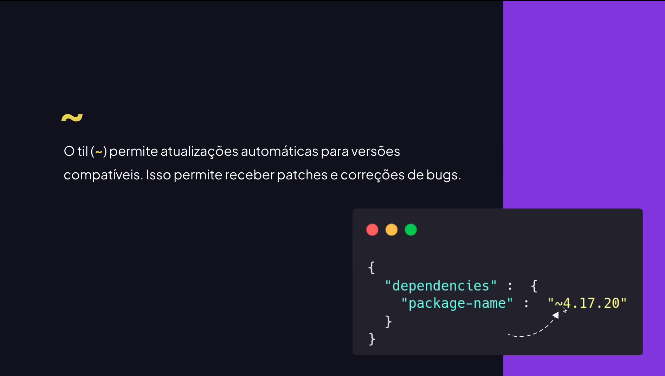 ~
O til (~) permite atualizações automáticas para versões
compatíveis. Isso permite receber patches e correções de bugs.
{
"dependencies" : {
"package-name" : "~4.17.20"
}
}